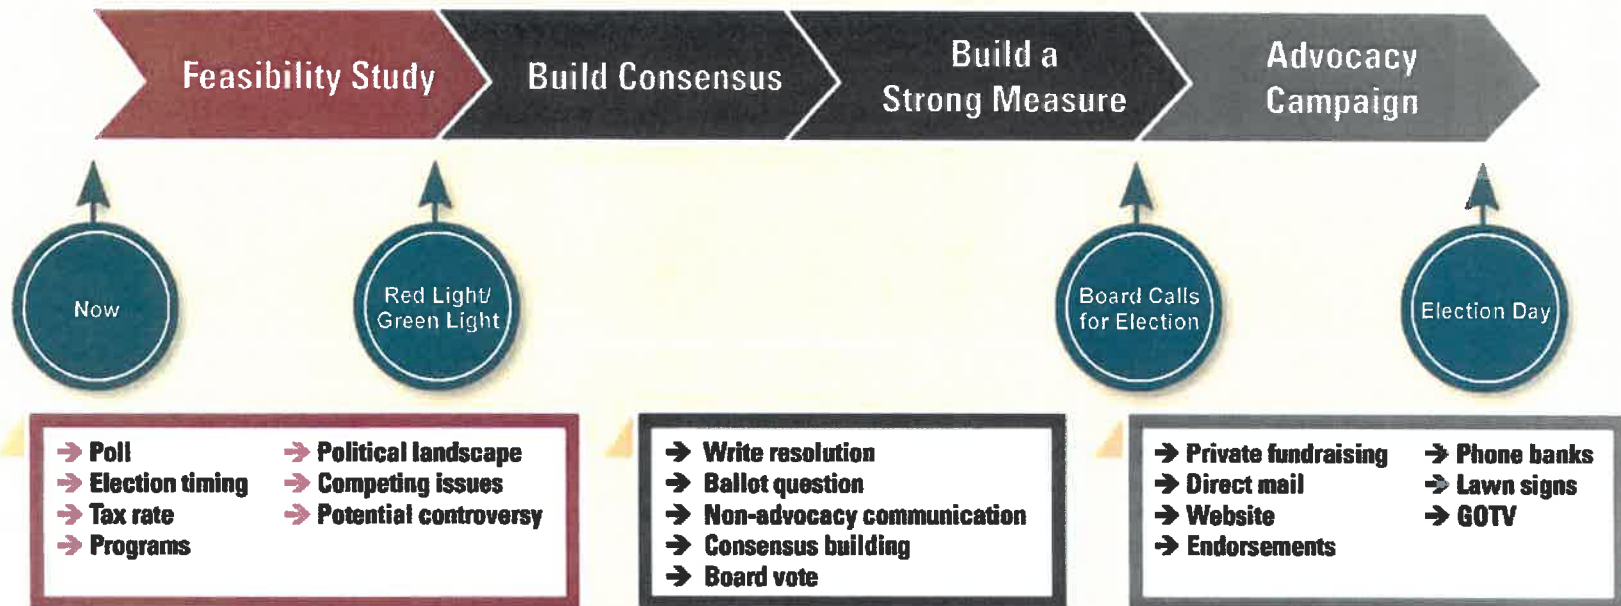 Feasibility Study
Build Consensus
Build a
Strong Measure
Advocacy
Campaign
Now
Red Light/
Green Light
Board Calls
for Election
Election Day
Poll
Election timing
Tax rate
Programs
Political landscape
Competing issues
Potential controversy
Write resolution
Ballot question
Non-advocacy communication
Consensus building
Board vote
Private fundraising
Direct mail
Website
Endorsements
Phone banks
Lawn signs
GOTV